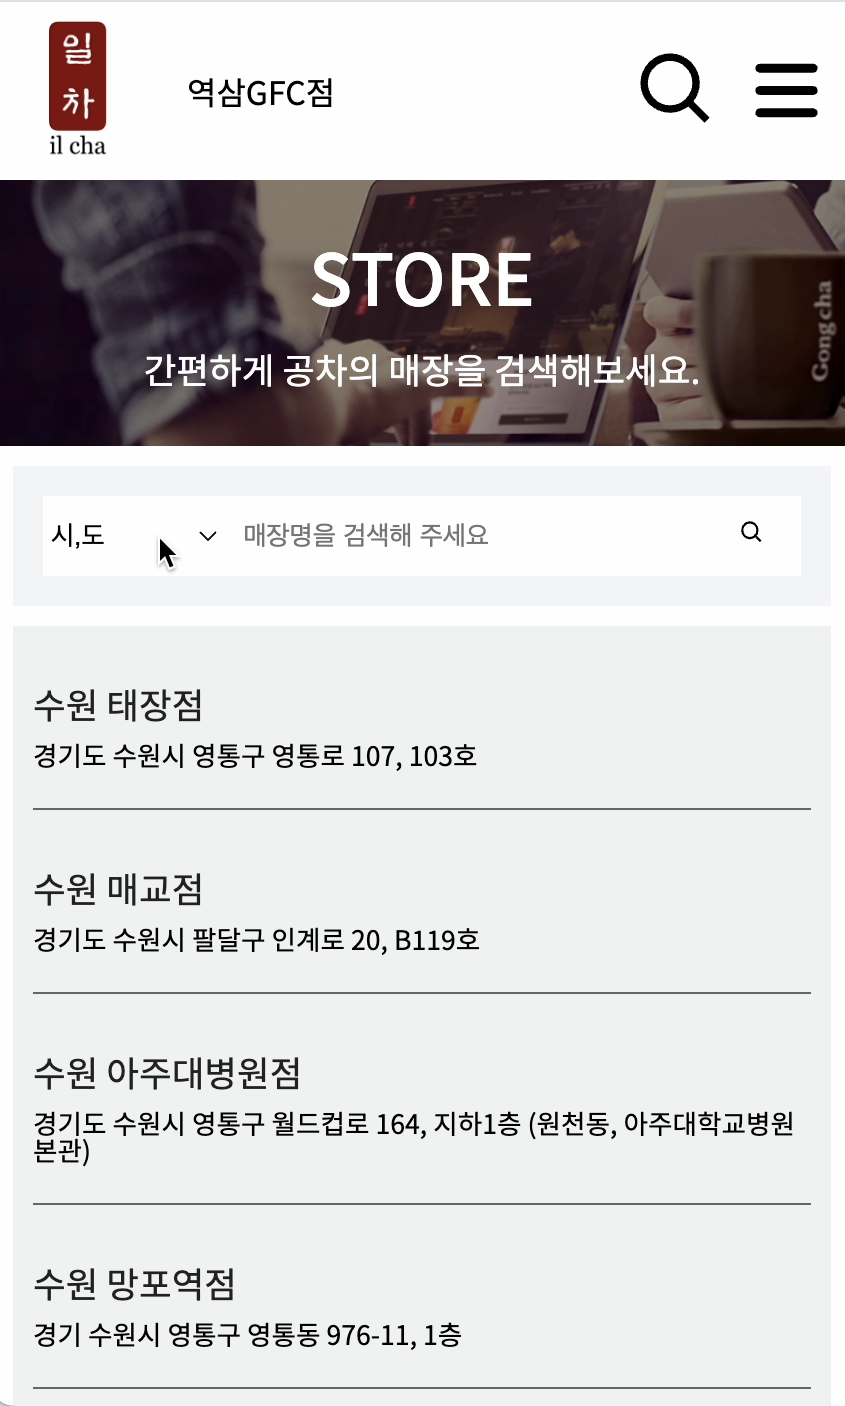 일
차
il cha
역삼GFC점
STORE
간편하게 공차의 매장을 검색해보세요.
Gong cha
시,도
매장명을 검색해 주세요
수원 태장점
경기도 수원시 영통구 영통로 107, 103호
수원 매교점
경기도 수원시 팔달구 인계로 20, B119호
수원 아주대병원점
경기도 수원시 영통구 월드컵로 164, 지하1층 (원천동, 아주대학교병원
본관)
수원 망포역점
경기 수원시 영통구 영통동 976-11, 1층